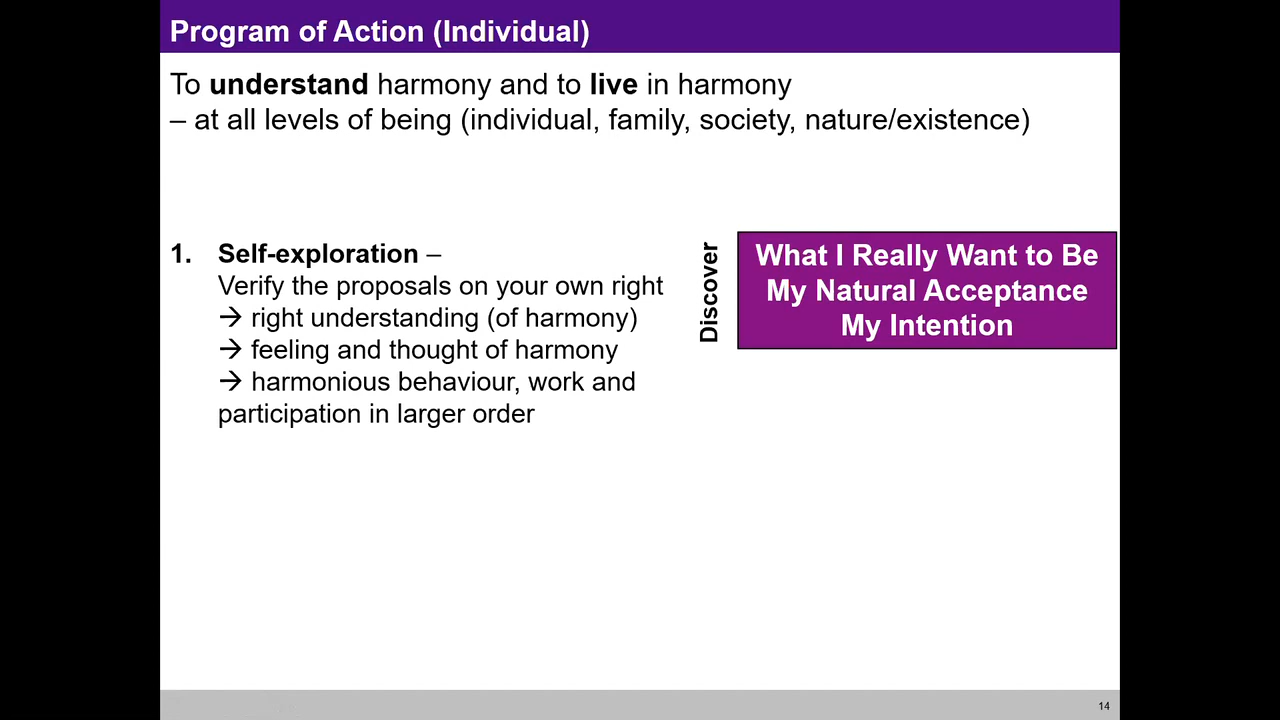 Program of Action (Individual)
To understand harmony and to live in harmony
– at all levels of being (individual, family, society, nature/existence)
1. Self-exploration –
Verify the proposals on your own right
→ right understanding (of harmony)
→ feeling and thought of harmony
→ harmonious behaviour, work and
participation in larger order
Discover
What I Really Want to Be
My Natural Acceptance
My Intention
14